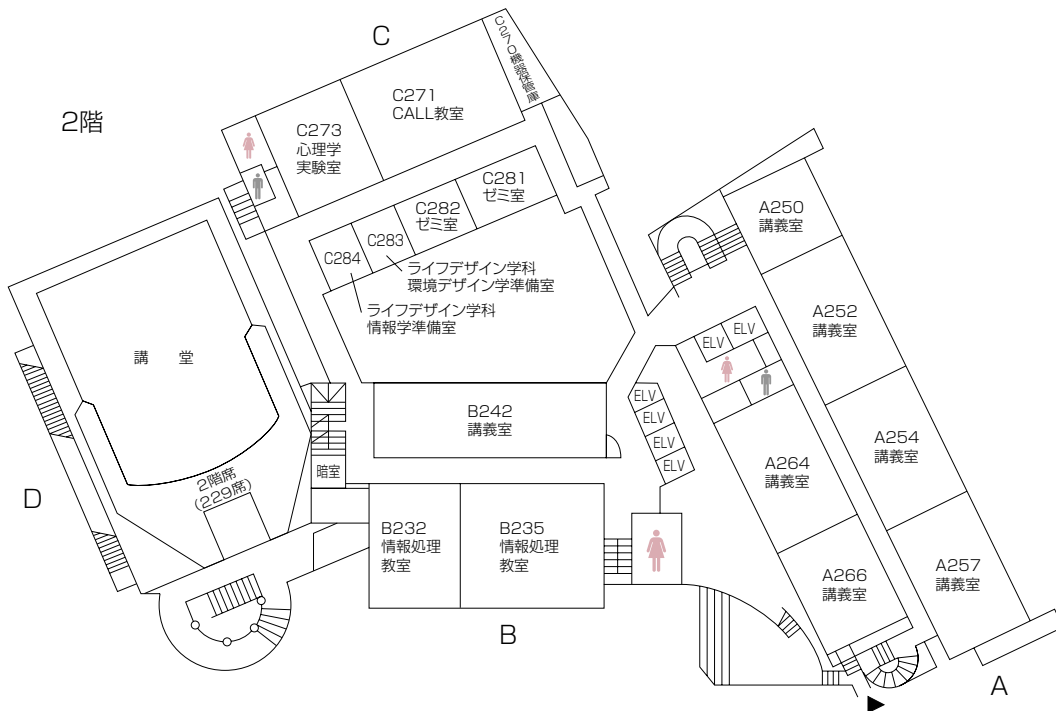 2階
C
C270機器保管庫
C271
CALL教室
C273
心理学
実験室
C281
ゼミ室
C282
ゼミ室
C283
C284
ライフデザイン学科
環境デザイン学準備室
ライフデザイン学科
情報学準備室
A250
講義室
A252
講義室
ELV
ELV
講 堂
B242
講義室
ELV
ELV
ELV
ELV
A254
講義室
A264
講義室
暗室
2階席
(229席)
D
B232
情報処理
教室
B235
情報処理
教室
A266
講義室
A257
講義室
B
A